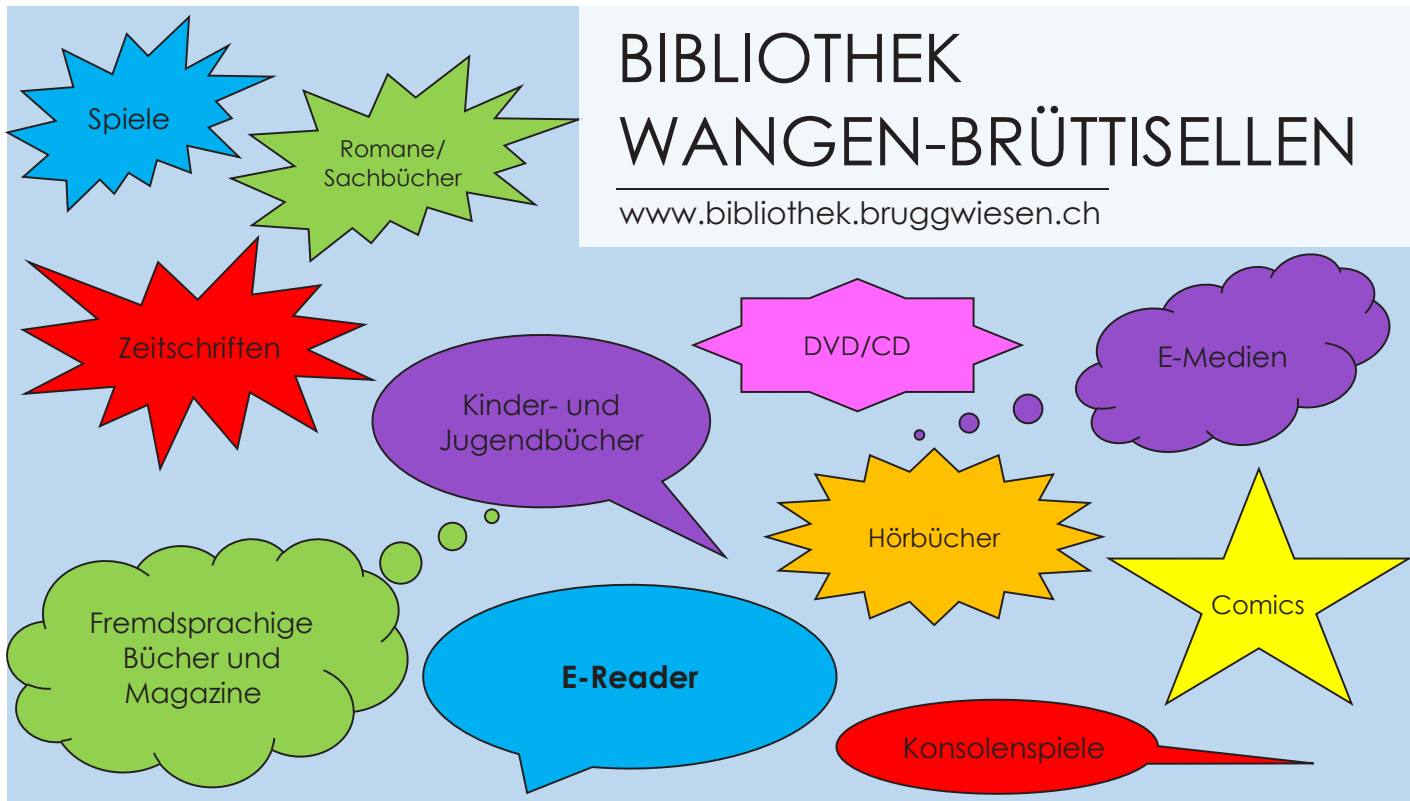 BIBLIOTHEK
WANGEN-BRÜTTISELLEN
www.bibliothek.bruggwiesen.ch
Spiele
Romane/
Sachbücher
Zeitschriften
Kinder- und
Jugendbücher
DVD/CD
E-Medien
Hörbücher
Comics
Fremdsprachige
Bücher und
Magazine
E-Reader
Konsolenspiele